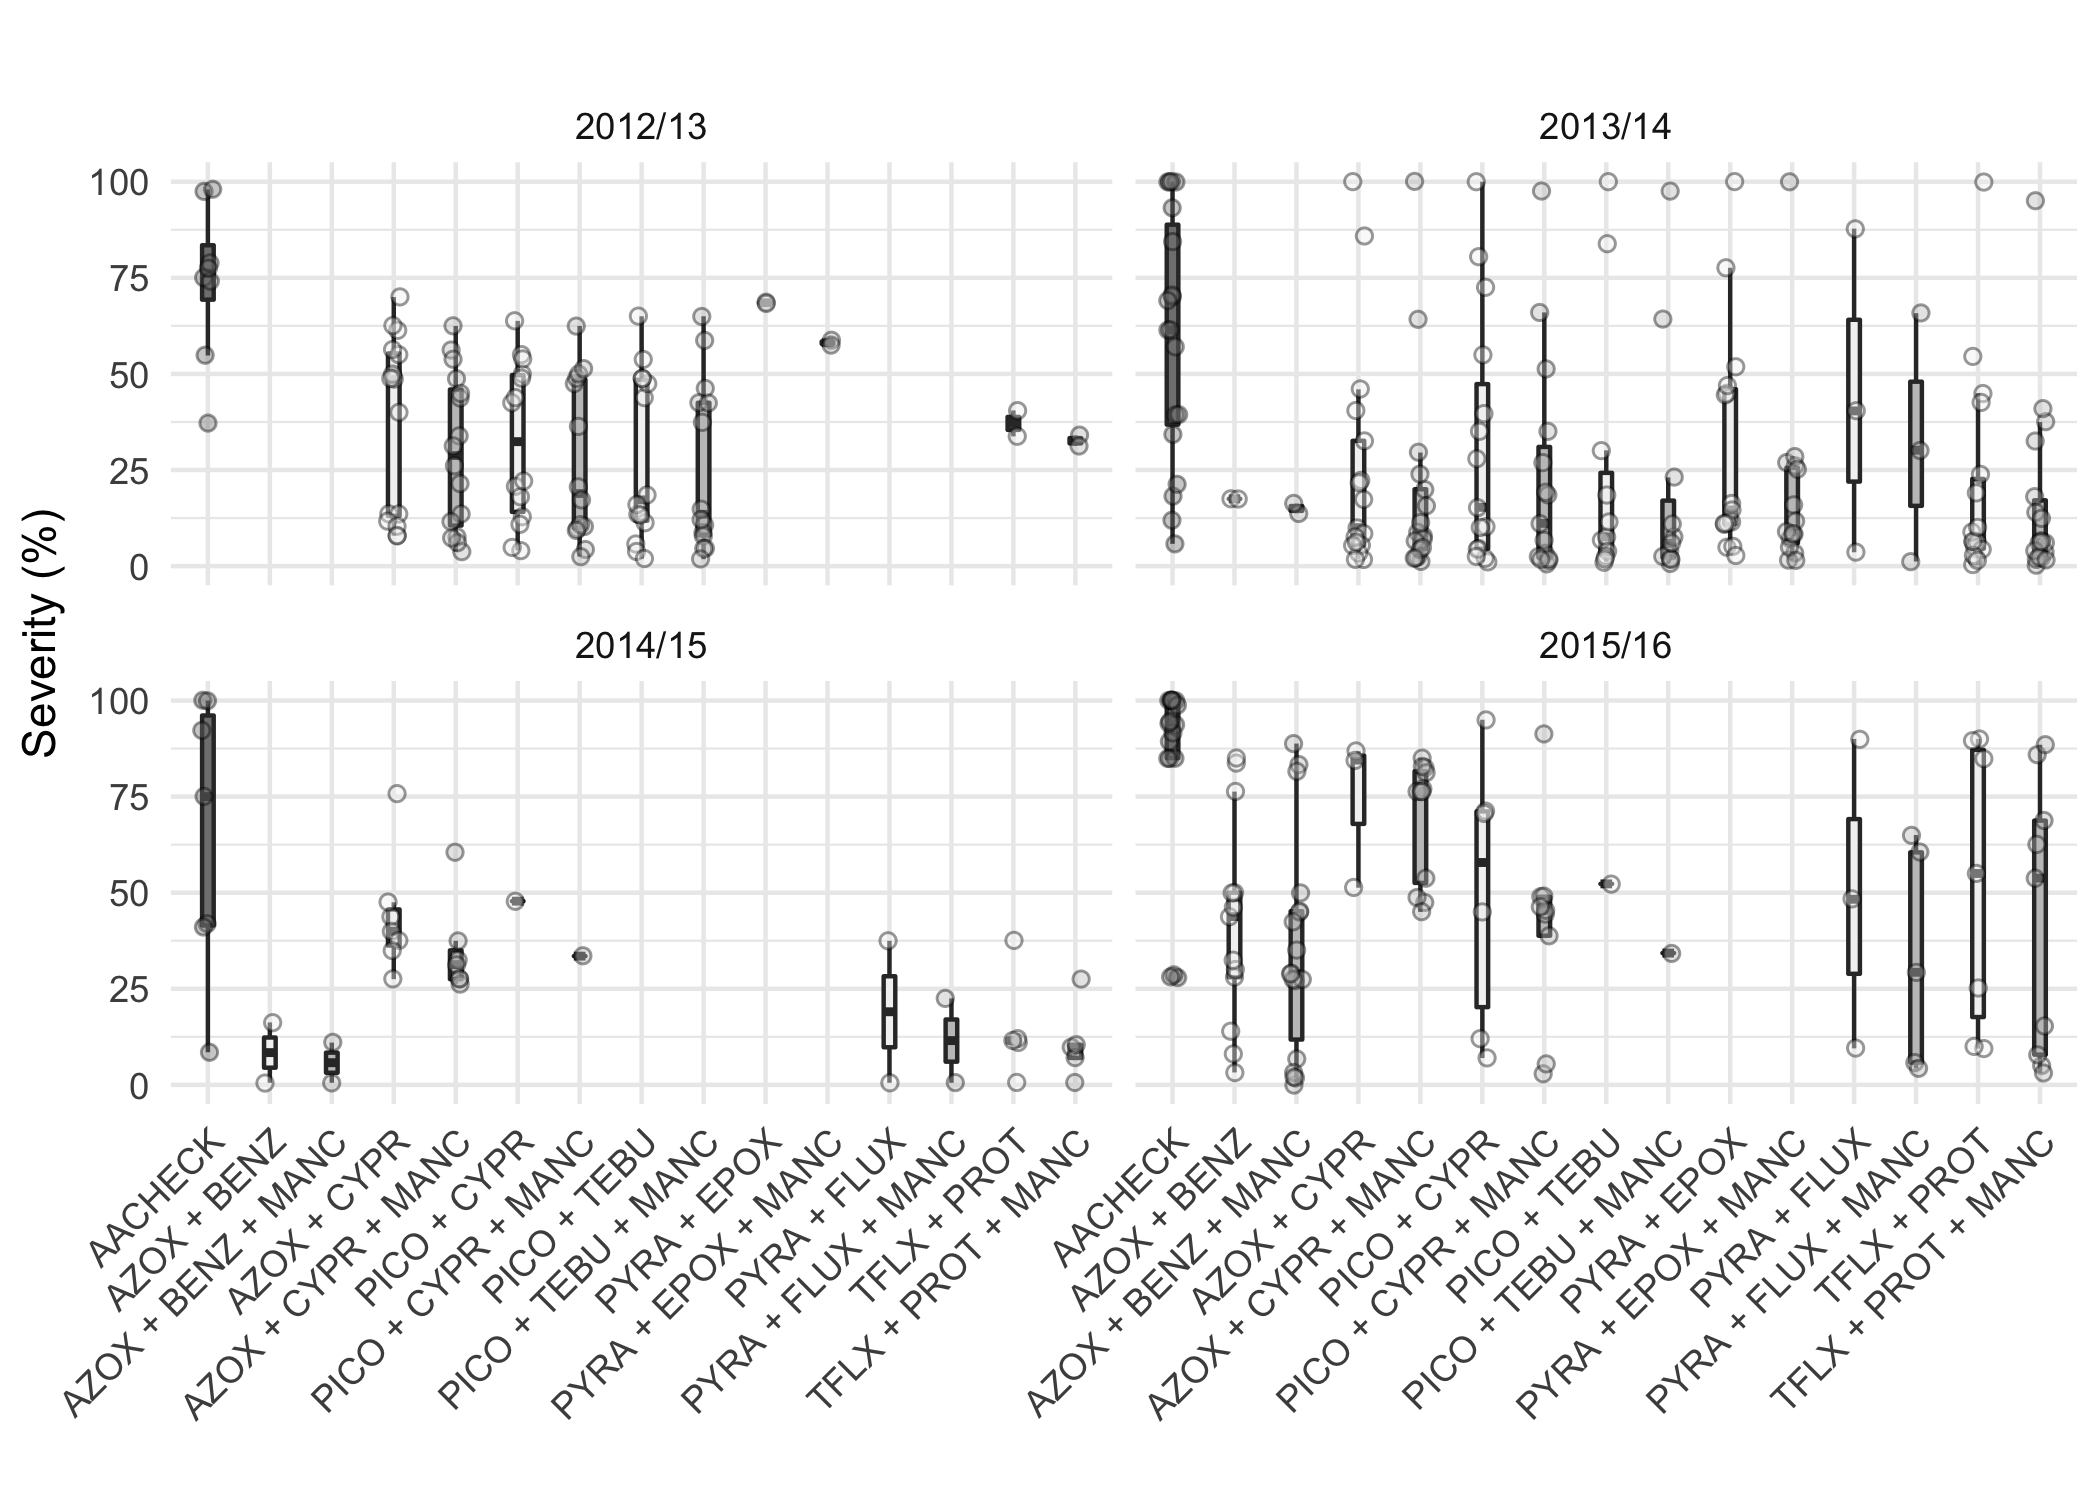 2012/13
2013/14
100
75
50
25
0
Severity (%)
2014/15
2015/16
100
75
50
25
0
AACHECK
AZOX + BENZ
AZOX + BENZ + MANC
AZOX + CYPR
AZOX + CYPR + MANC
PICO + CYPR
PICO + CYPR + MANC
PICO + TEBU
PICO + TEBU + MANC
PYRA + EPOX
PYRA + EPOX + MANC
PYRA + FLUX
PYRA + FLUX + MANC
TFLX + PROT
TFLX + PROT + MANC
AACHECK
AZOX + BENZ
AZOX + BENZ + MANC
AZOX + CYPR
AZOX + CYPR + MANC
PICO + CYPR
PICO + CYPR + MANC
PICO + TEBU
PICO + TEBU + MANC
PYRA + EPOX
PYRA + EPOX + MANC
PYRA + FLUX
PYRA + FLUX + MANC
TFLX + PROT
TFLX + PROT + MANC